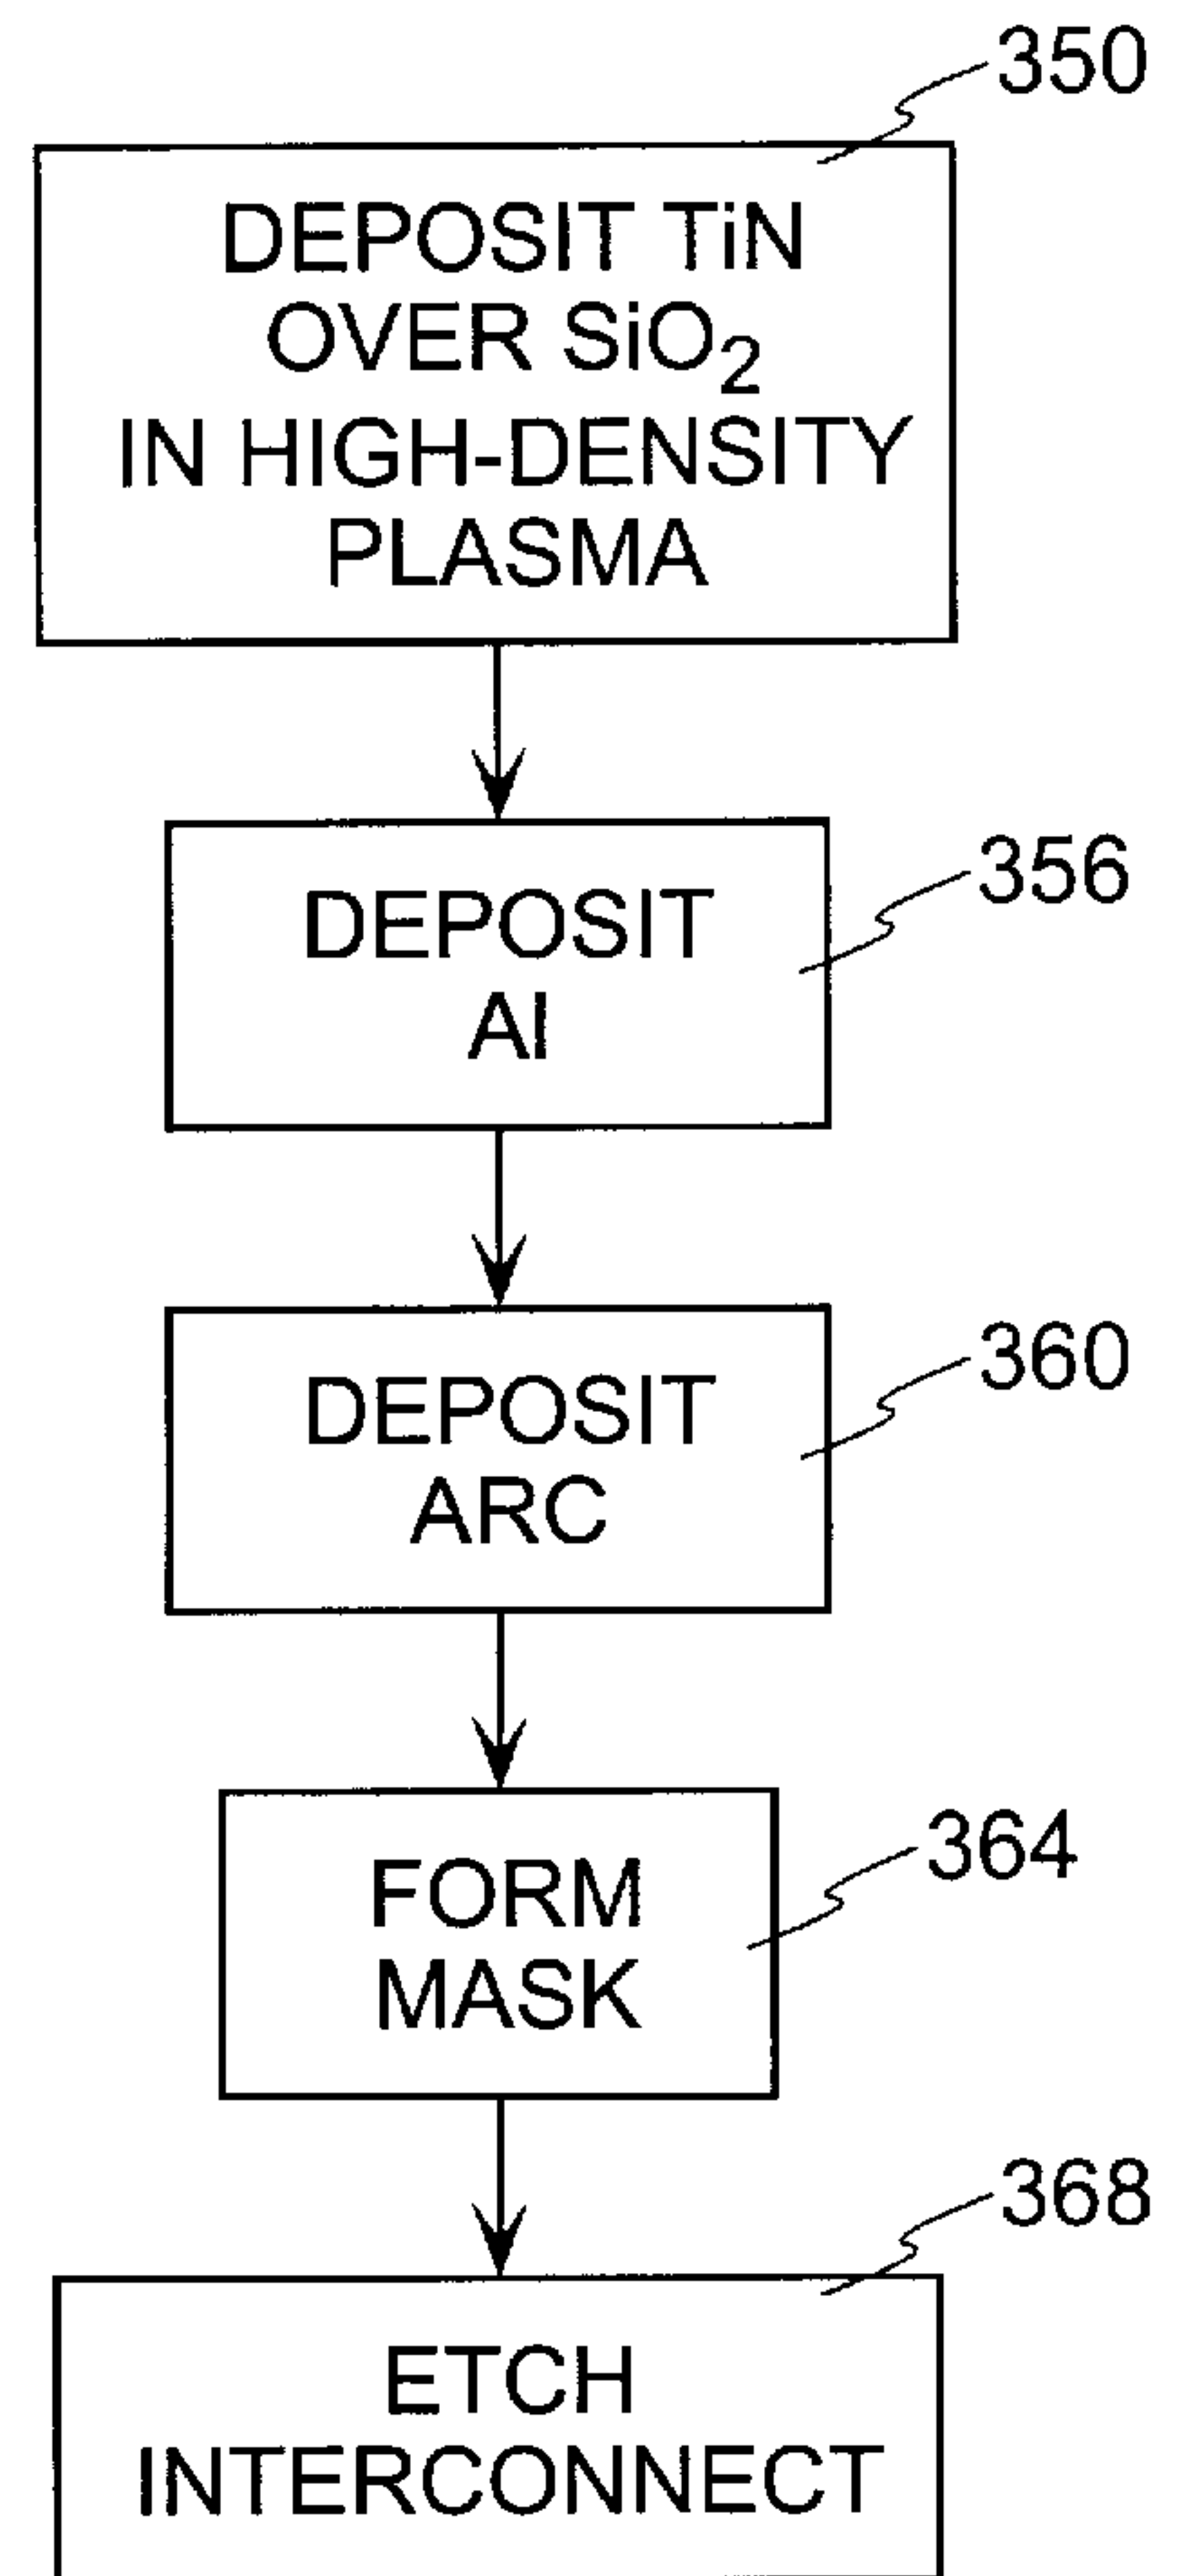 350
DEPOSIT TiN
OVER SiO₂
IN HIGH-DENSITY
PLASMA
356
DEPOSIT
Al
360
DEPOSIT
ARC
364
FORM
MASK
368
ETCH
INTERCONNECT